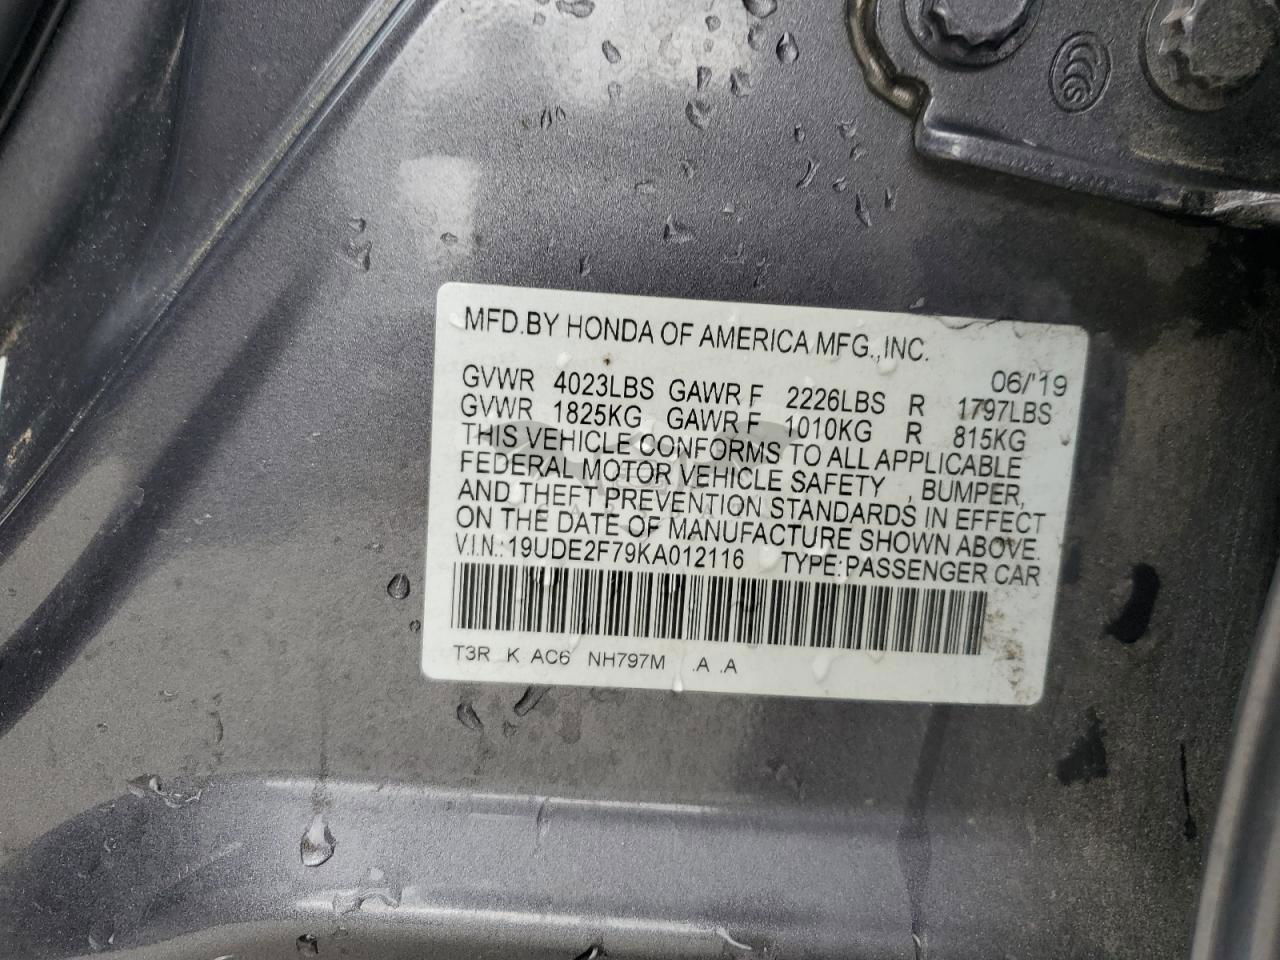 MFD.BY HONDA OF AMERICA MFG.,INC.
06/'19
GVWR 4023LBS GAWR F 2226LBS R 1797LBS
GVWR 1825KG GAWR F 1010KG R 815KG
THIS VEHICLE CONFORMS TO ALL APPLICABLE
FEDERAL MOTOR VEHICLE SAFETY , BUMPER,
AND THEFT PREVENTION STANDARDS IN EFFECT
ON THE DATE OF MANUFACTURE SHOWN ABOVE.
V.I.N.: 19UDE2F79KA012116 TYPE: PASSENGER CAR
T3R K AC6 NH797M .A .A